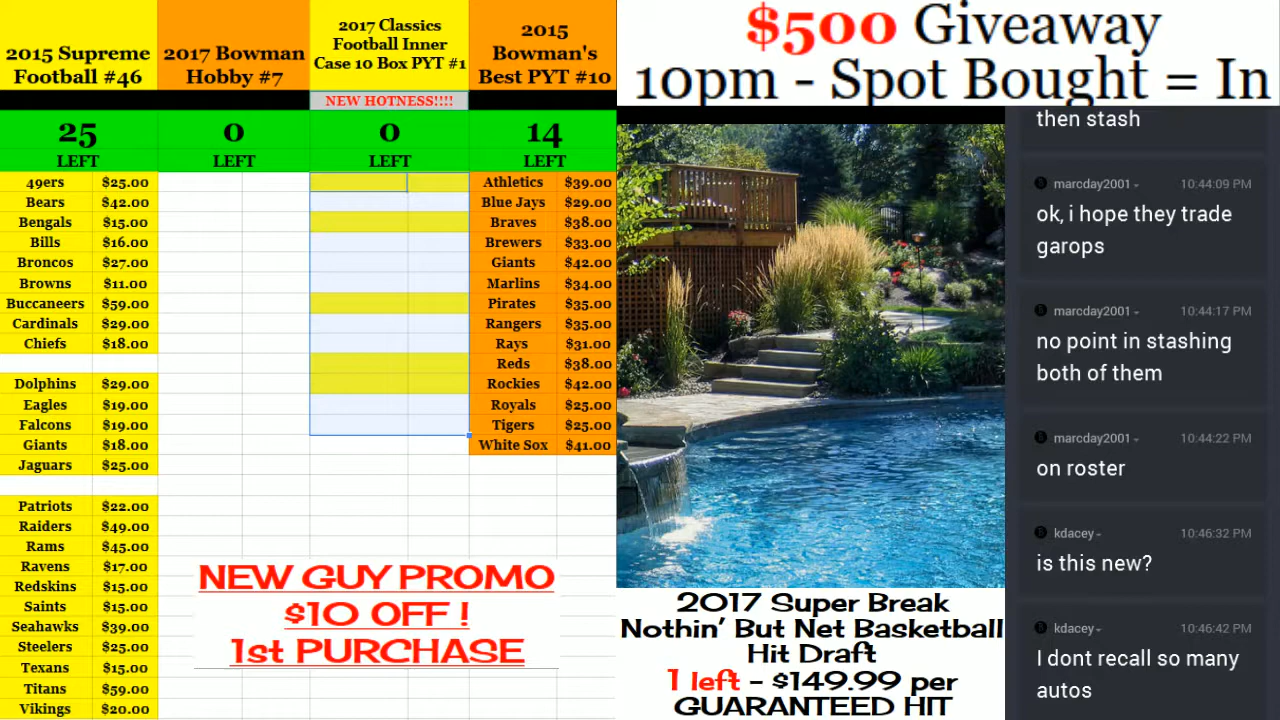 2015 Supreme
Football #46
2017 Bowman
Hobby #7
2017 Classics
Football Inner
Case 10 Box PYT #1
2015
Bowman's
Best PYT #10
NEW HOTNESS!!!!
25
LEFT
0
LEFT
0
LEFT
14
LEFT
49ers $25.00
Bears $42.00
Bengals $15.00
Bills $16.00
Broncos $27.00
Browns $11.00
Buccaneers $59.00
Cardinals $29.00
Chiefs $18.00
Dolphins $29.00
Eagles $19.00
Falcons $19.00
Giants $18.00
Jaguars $25.00
Patriots $22.00
Raiders $49.00
Rams $45.00
Ravens $17.00
Redskins $15.00
Saints $15.00
Seahawks $39.00
Steelers $25.00
Texans $15.00
Titans $59.00
Vikings $20.00
Athletics $39.00
Blue Jays $29.00
Braves $38.00
Brewers $33.00
Giants $42.00
Marlins $34.00
Pirates $35.00
Rangers $35.00
Rays $31.00
Reds $38.00
Rockies $42.00
Royals $25.00
Tigers $25.00
White Sox $41.00
NEW GUY PROMO
$10 OFF !
1st PURCHASE
$500 Giveaway
10pm - Spot Bought = In
2017 Super Break
Nothin' But Net Basketball
Hit Draft
1 left - $149.99 per
GUARANTEED HIT
then stash
marcday2001 10:44:09 PM
ok, i hope they trade
garops
marcday2001 10:44:17 PM
no point in stashing
both of them
marcday2001 10:44:22 PM
on roster
kdacey 10:46:32 PM
is this new?
kdacey 10:46:42 PM
I dont recall so many
autos